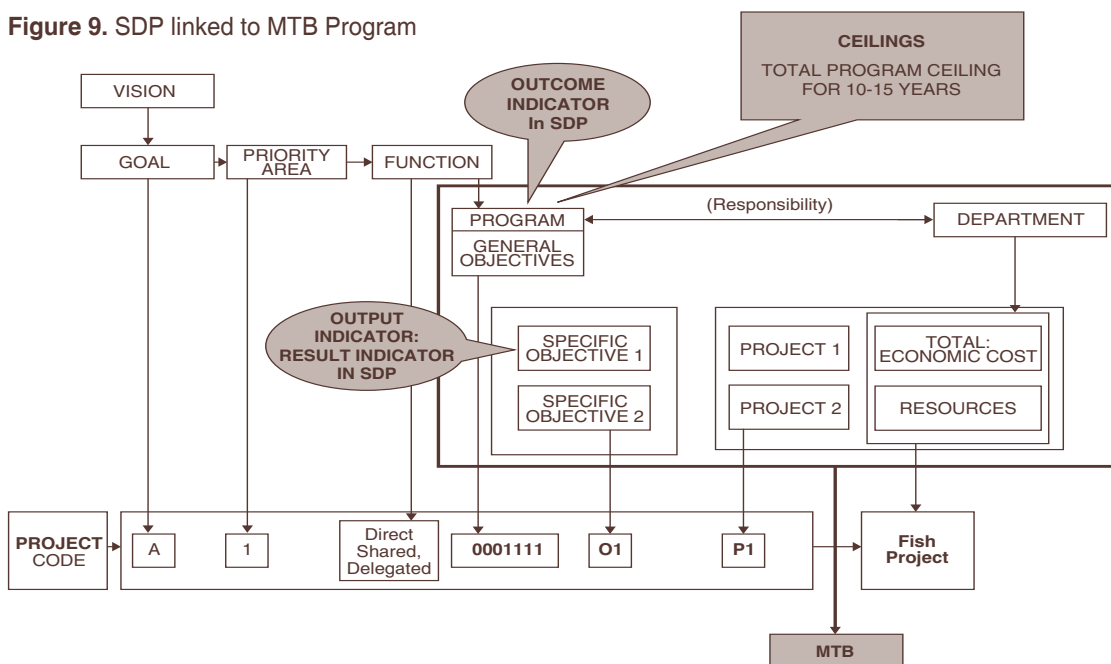 Figure 9. SDP linked to MTB Program
CEILINGS
TOTAL PROGRAM CEILING
FOR 10-15 YEARS
OUTCOME
INDICATOR
In SDP
VISION
GOAL
PRIORITY
AREA
FUNCTION
PROGRAM
GENERAL
OBJECTIVES
(Responsibility)
DEPARTMENT
OUTPUT
INDICATOR:
RESULT INDICATOR
IN SDP
SPECIFIC
OBJECTIVE 1
SPECIFIC
OBJECTIVE 2
PROJECT 1
PROJECT 2
TOTAL:
ECONOMIC COST
RESOURCES
PROJECT
CODE
A
1
Direct
Shared,
Delegated
0001111
O1
P1
Fish
Project
MTB